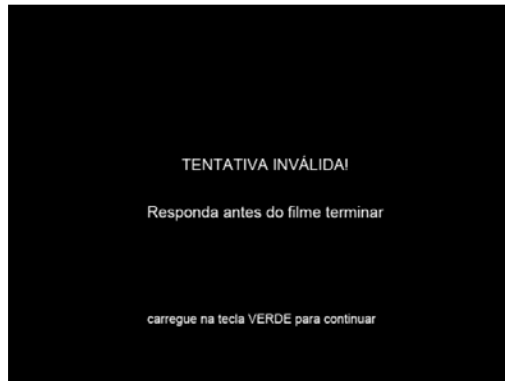 TENTATIVA INVÁLIDA!
Responda antes do filme terminar
carregue na tecla VERDE para continuar